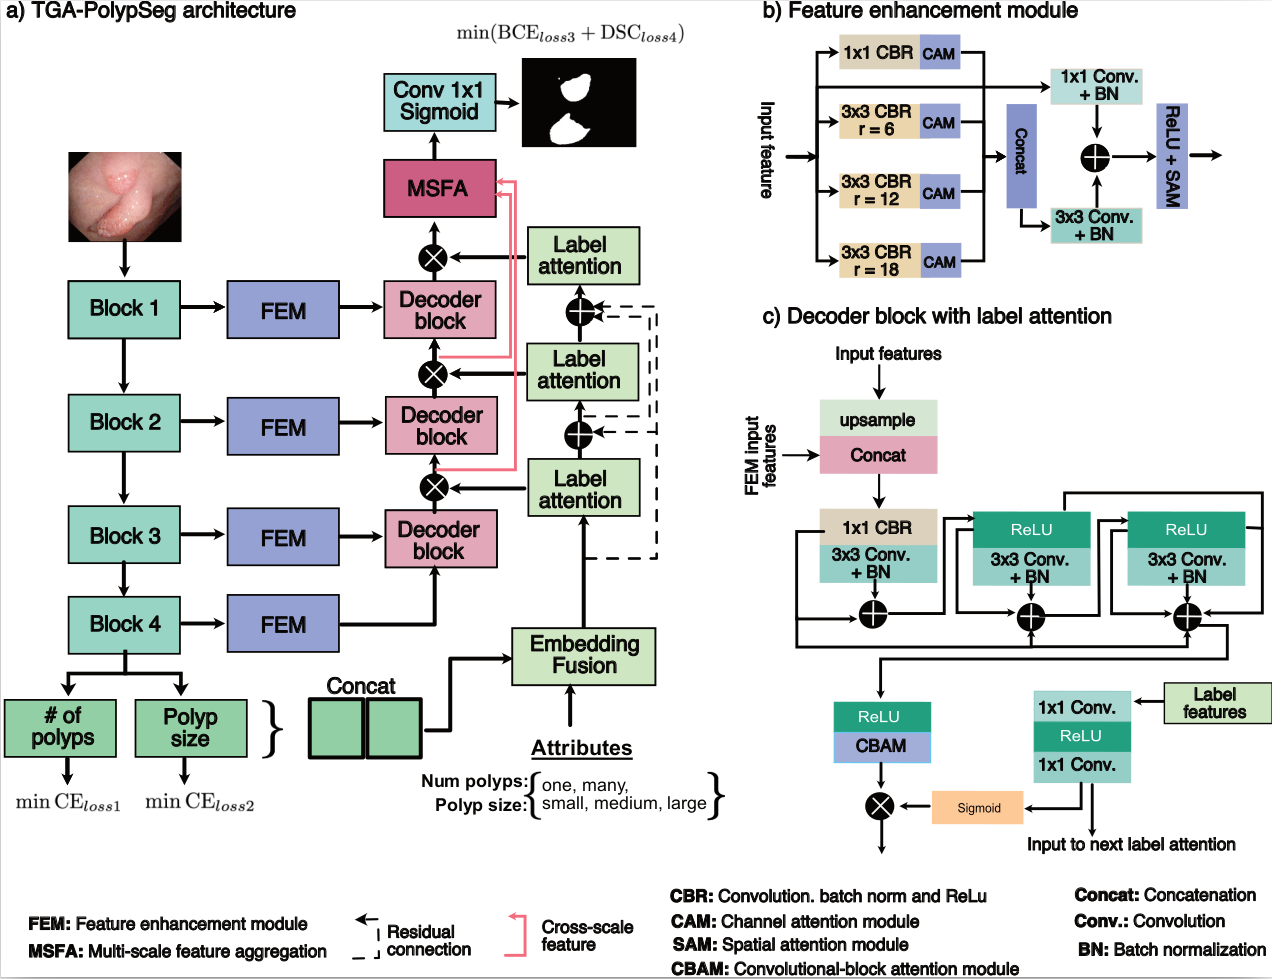 a) TGA-PolypSeg architecture
min(BCEloss3 + DSCloss4)
Conv 1x1
Sigmoid
MSFA
Label
attention
Block 1
FEM
Decoder
block
Label
attention
Block 2
FEM
Decoder
block
Label
attention
Block 3
FEM
Decoder
block
Block 4
FEM
Embedding
Fusion
# of
polyps
Polyp
size
}
Concat
min CEloss1
min CEloss2
Attributes
Num polyps:
Polyp size:
{one, many,
small, medium, large}
b) Feature enhancement module
Input feature
1x1 CBR
CAM
3x3 CBR
r = 6
CAM
3x3 CBR
r = 12
CAM
3x3 CBR
r = 18
CAM
Concat
1x1 Conv.
+ BN
3x3 Conv.
+ BN
ReLU + SAM
c) Decoder block with label attention
Input features
upsample
Concat
FEM input
features
1x1 CBR
3x3 Conv.
+ BN
ReLU
3x3 Conv.
+ BN
ReLU
3x3 Conv.
+ BN
ReLU
CBAM
1x1 Conv.
ReLU
1x1 Conv.
Label
features
Sigmoid
Input to next label attention
FEM: Feature enhancement module
MSFA: Multi-scale feature aggregation
Residual
connection
Cross-scale
feature
CBR: Convolution. batch norm and ReLu
CAM: Channel attention module
SAM: Spatial attention module
CBAM: Convolutional-block attention module
Concat: Concatenation
Conv.: Convolution
BN: Batch normalization